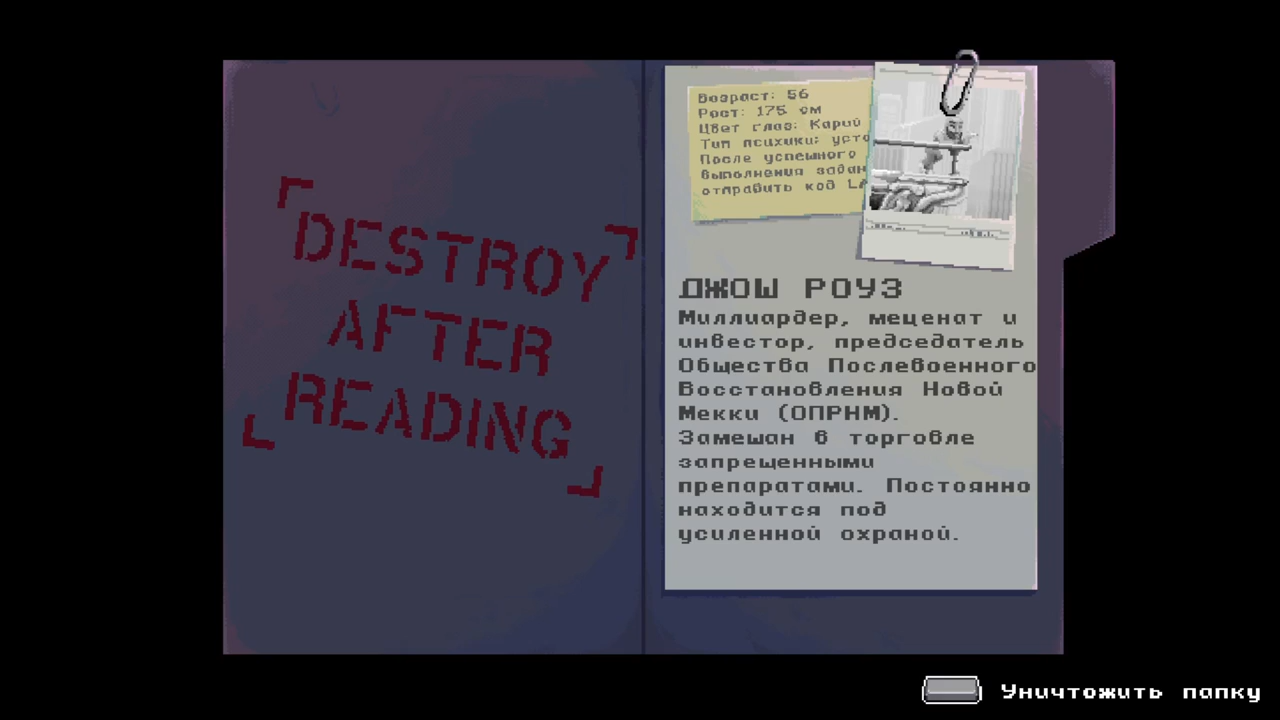 DESTROY
AFTER
READING
Возраст: 56
Рост: 175 см
Цвет глаз: Карий
Тип психики: усто
После успешного
выполнения задан
отправить код LA
ДЖОШ РОУЗ
Миллиардер, меценат и
инвестор, председатель
Общества Послевоенного
Восстановления Новой
Мекки (ОПРНМ).
Замешан в торговле
запрещенными
препаратами. Постоянно
находится под
усиленной охраной.
Уничтожить папку